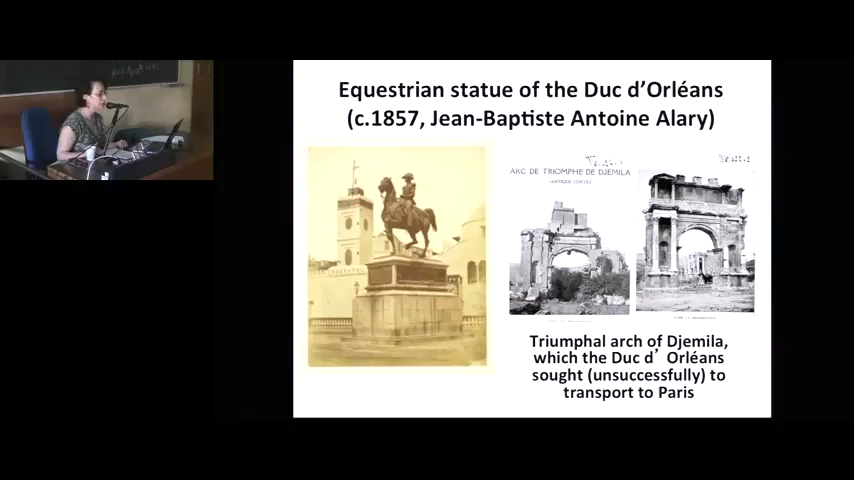 Equestrian statue of the Duc d’Orléans
(c.1857, Jean-Baptiste Antoine Alary)
ARC DE TRIOMPHE DE DJEMILA
Triumphal arch of Djemila,
which the Duc d’ Orléans
sought (unsuccessfully) to
transport to Paris